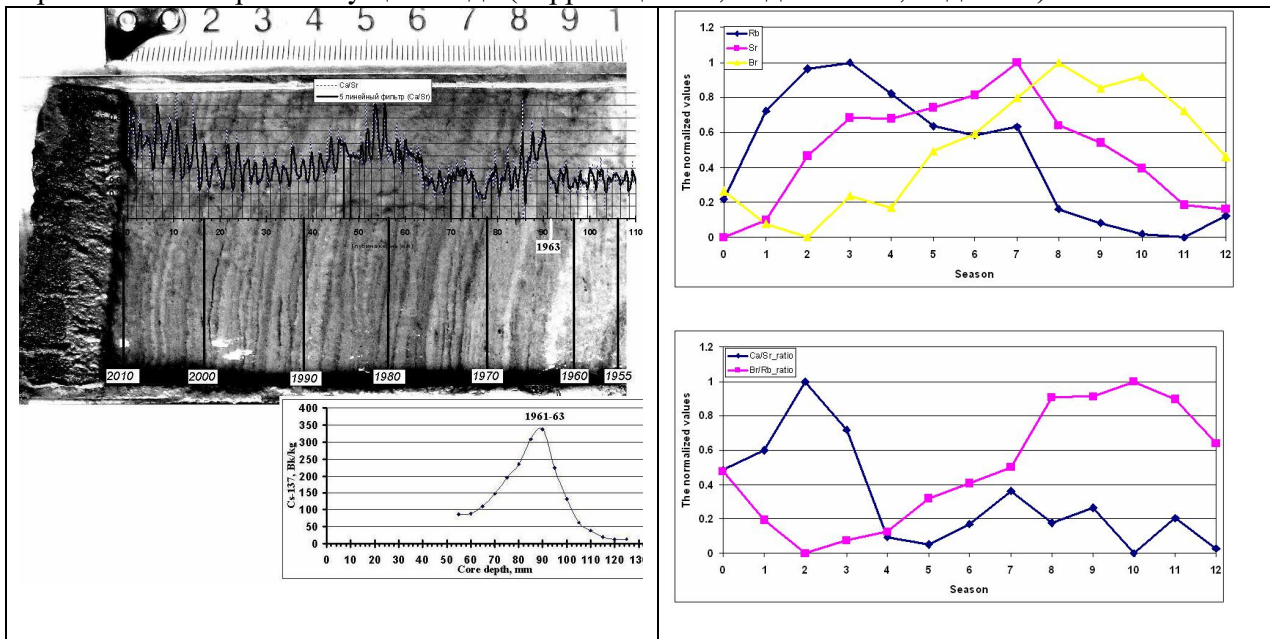 2 3 4 5 6 7 8 9 1
Ca/Sr
5 линейный фильтр (Ca/Sr)
0 10 20 30 40 50 60 70 80 90 100 110
1963
2010 2000 1990 1980 1970 1960 1955
1961-63
400
350
300
250
200
150
100
50
0
Cs-137, Bk/kg
0 10 20 30 40 50 60 70 80 90 100 110 120
Core depth, mm
Rb
Sr
Br
1.2
1
0.8
0.6
0.4
0.2
0
The normalized values
0 1 2 3 4 5 6 7 8 9 10 11 12
Season
Ca/Sr_ratio
Br/Rb_ratio
1.2
1
0.8
0.6
0.4
0.2
0
The normalized values
0 1 2 3 4 5 6 7 8 9 10 11 12
Season